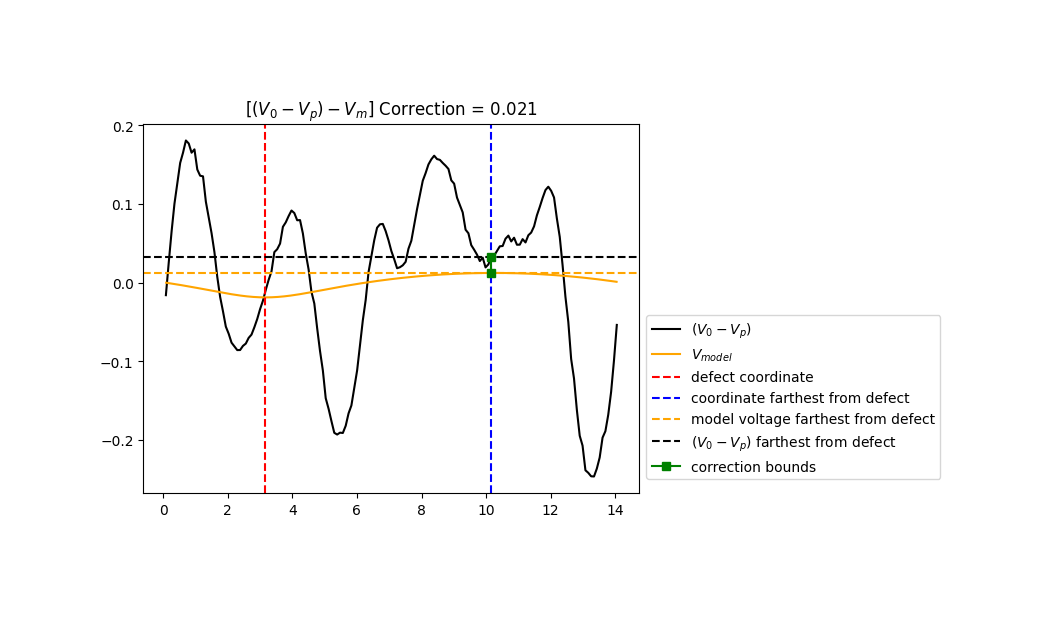 [(V₀ − Vₚ) − Vₘ] Correction = 0.021
0.2
0.1
0.0
−0.1
−0.2
0 2 4 6 8 10 12 14
(V₀ − Vₚ)
V_model
defect coordinate
coordinate farthest from defect
model voltage farthest from defect
(V₀ − Vₚ) farthest from defect
correction bounds